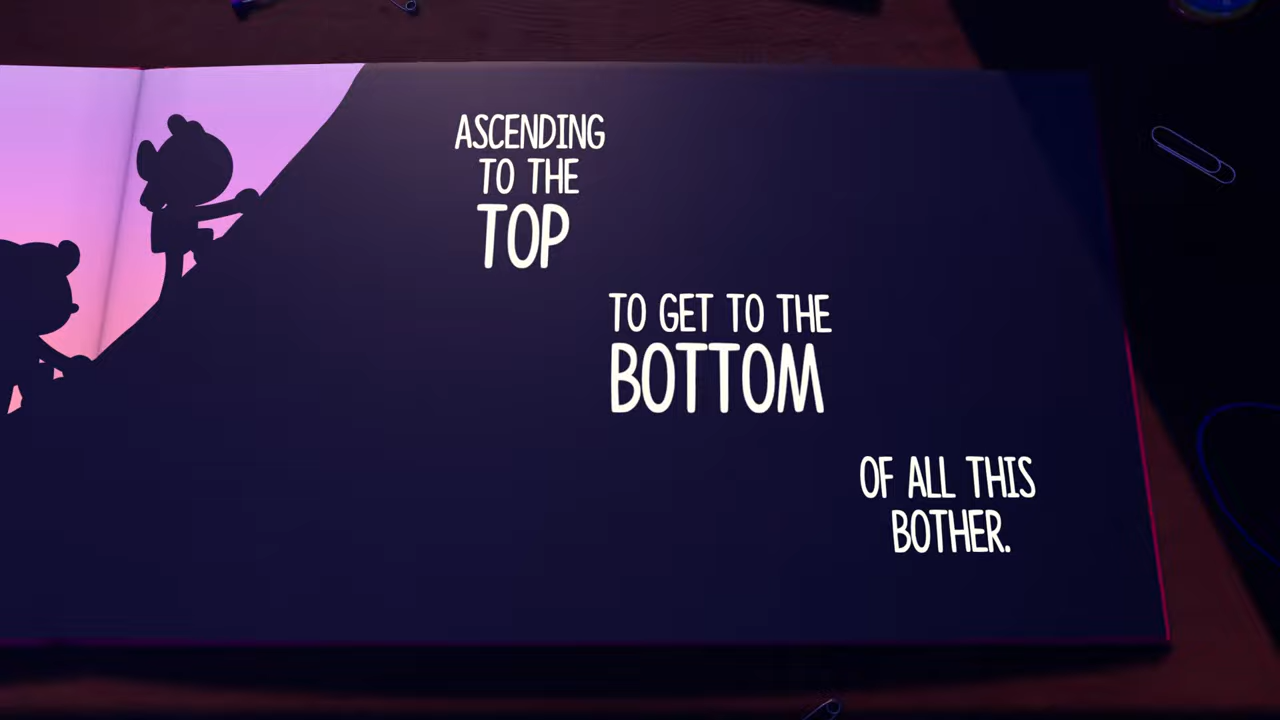 ASCENDING
TO THE
TOP
TO GET TO THE
BOTTOM
OF ALL THIS
BOTHER.